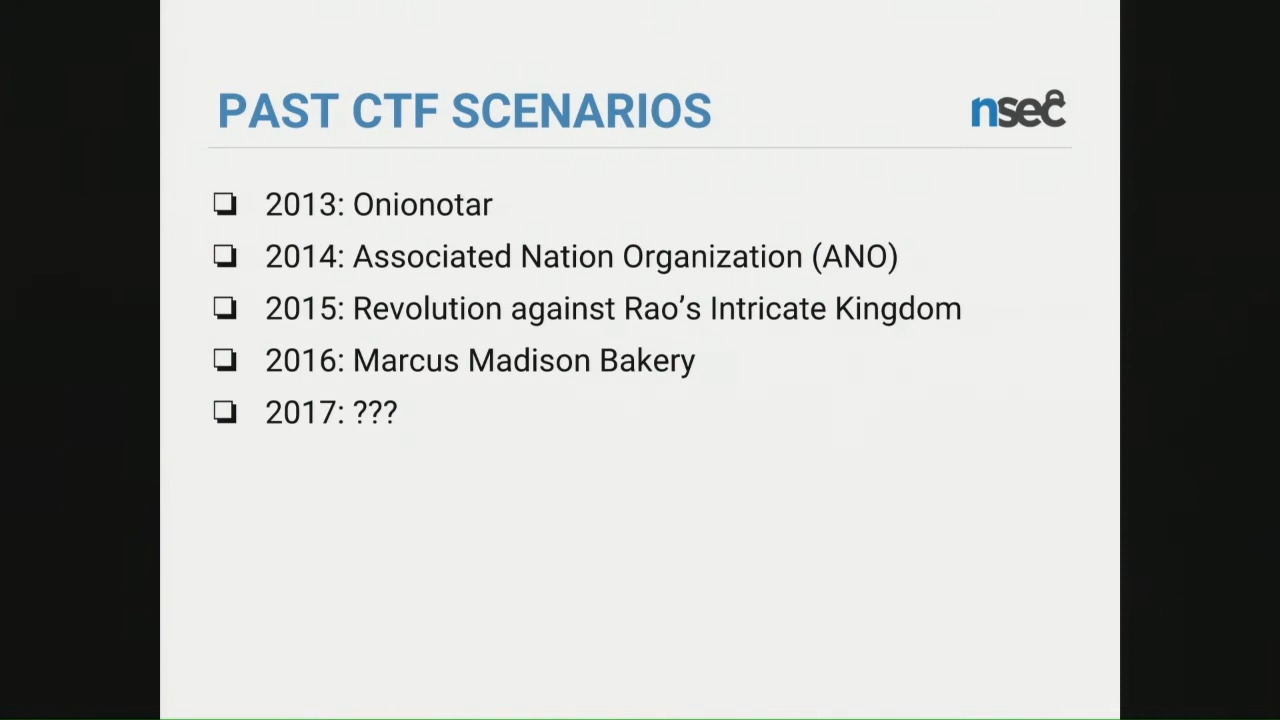 PAST CTF SCENARIOS
nsec
2013: Onionotar
2014: Associated Nation Organization (ANO)
2015: Revolution against Rao’s Intricate Kingdom
2016: Marcus Madison Bakery
2017: ???